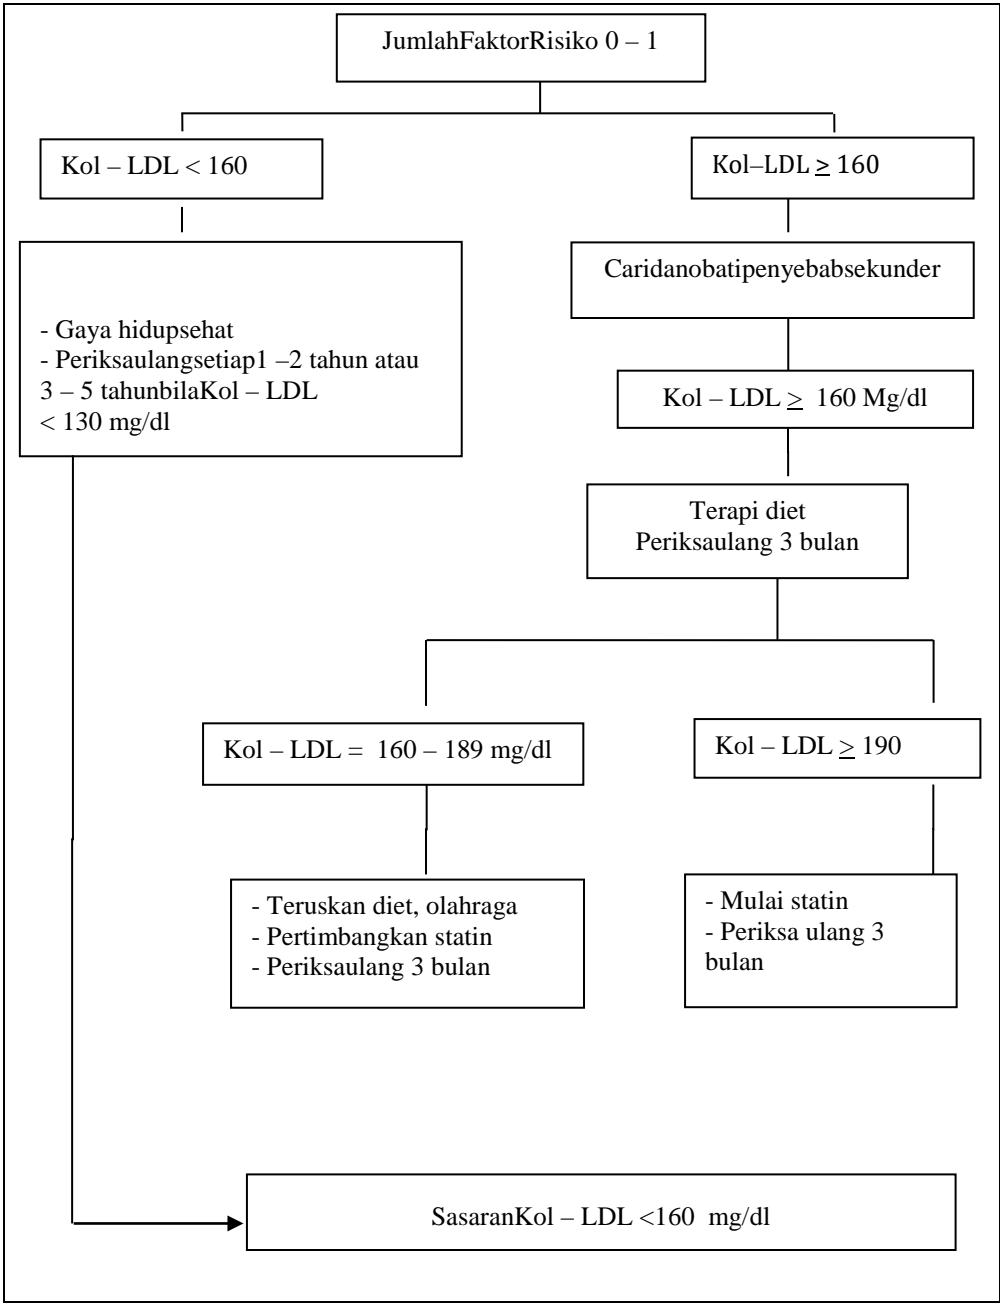 JumlahFaktorRisiko 0 – 1
Kol – LDL < 160
Kol–LDL ≥ 160
- Gaya hidupsehat
- Periksaulangsetiap1 –2 tahun atau
3 – 5 tahunbilaKol – LDL
< 130 mg/dl
Caridanobatipenyebabsekunder
Kol – LDL ≥ 160 Mg/dl
Terapi diet
Periksaulang 3 bulan
Kol – LDL = 160 – 189 mg/dl
Kol – LDL ≥ 190
- Teruskan diet, olahraga
- Pertimbangkan statin
- Periksaulang 3 bulan
- Mulai statin
- Periksa ulang 3
bulan
SasaranKol – LDL <160 mg/dl